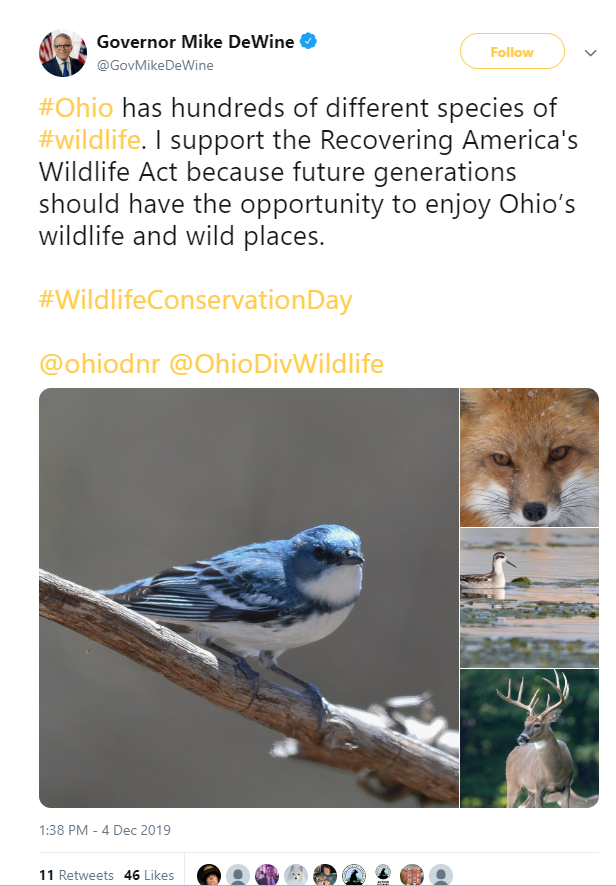 Governor Mike DeWine
@GovMikeDeWine
Follow
#Ohio has hundreds of different species of
#wildlife. I support the Recovering America's
Wildlife Act because future generations
should have the opportunity to enjoy Ohio’s
wildlife and wild places.
#WildlifeConservationDay
@ohiodnr @OhioDivWildlife
1:38 PM - 4 Dec 2019
11 Retweets 46 Likes